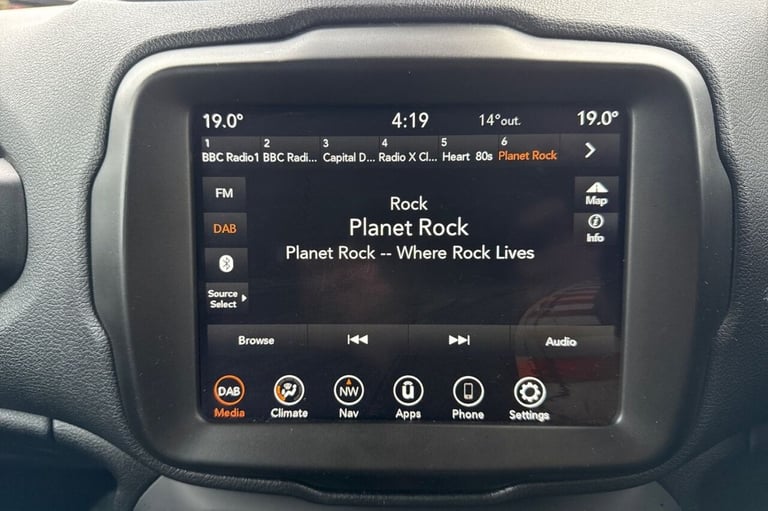 19.0° 4:19 14°out. 19.0°
1 2 3 4 5 6
BBC Radio1 BBC Radi... Capital D... Radio X Cl... Heart 80s Planet Rock
FM
DAB
Source
Select
Rock
Planet Rock
Planet Rock -- Where Rock Lives
Map
Info
Browse Audio
DAB NW
Media Climate Nav Apps Phone Settings